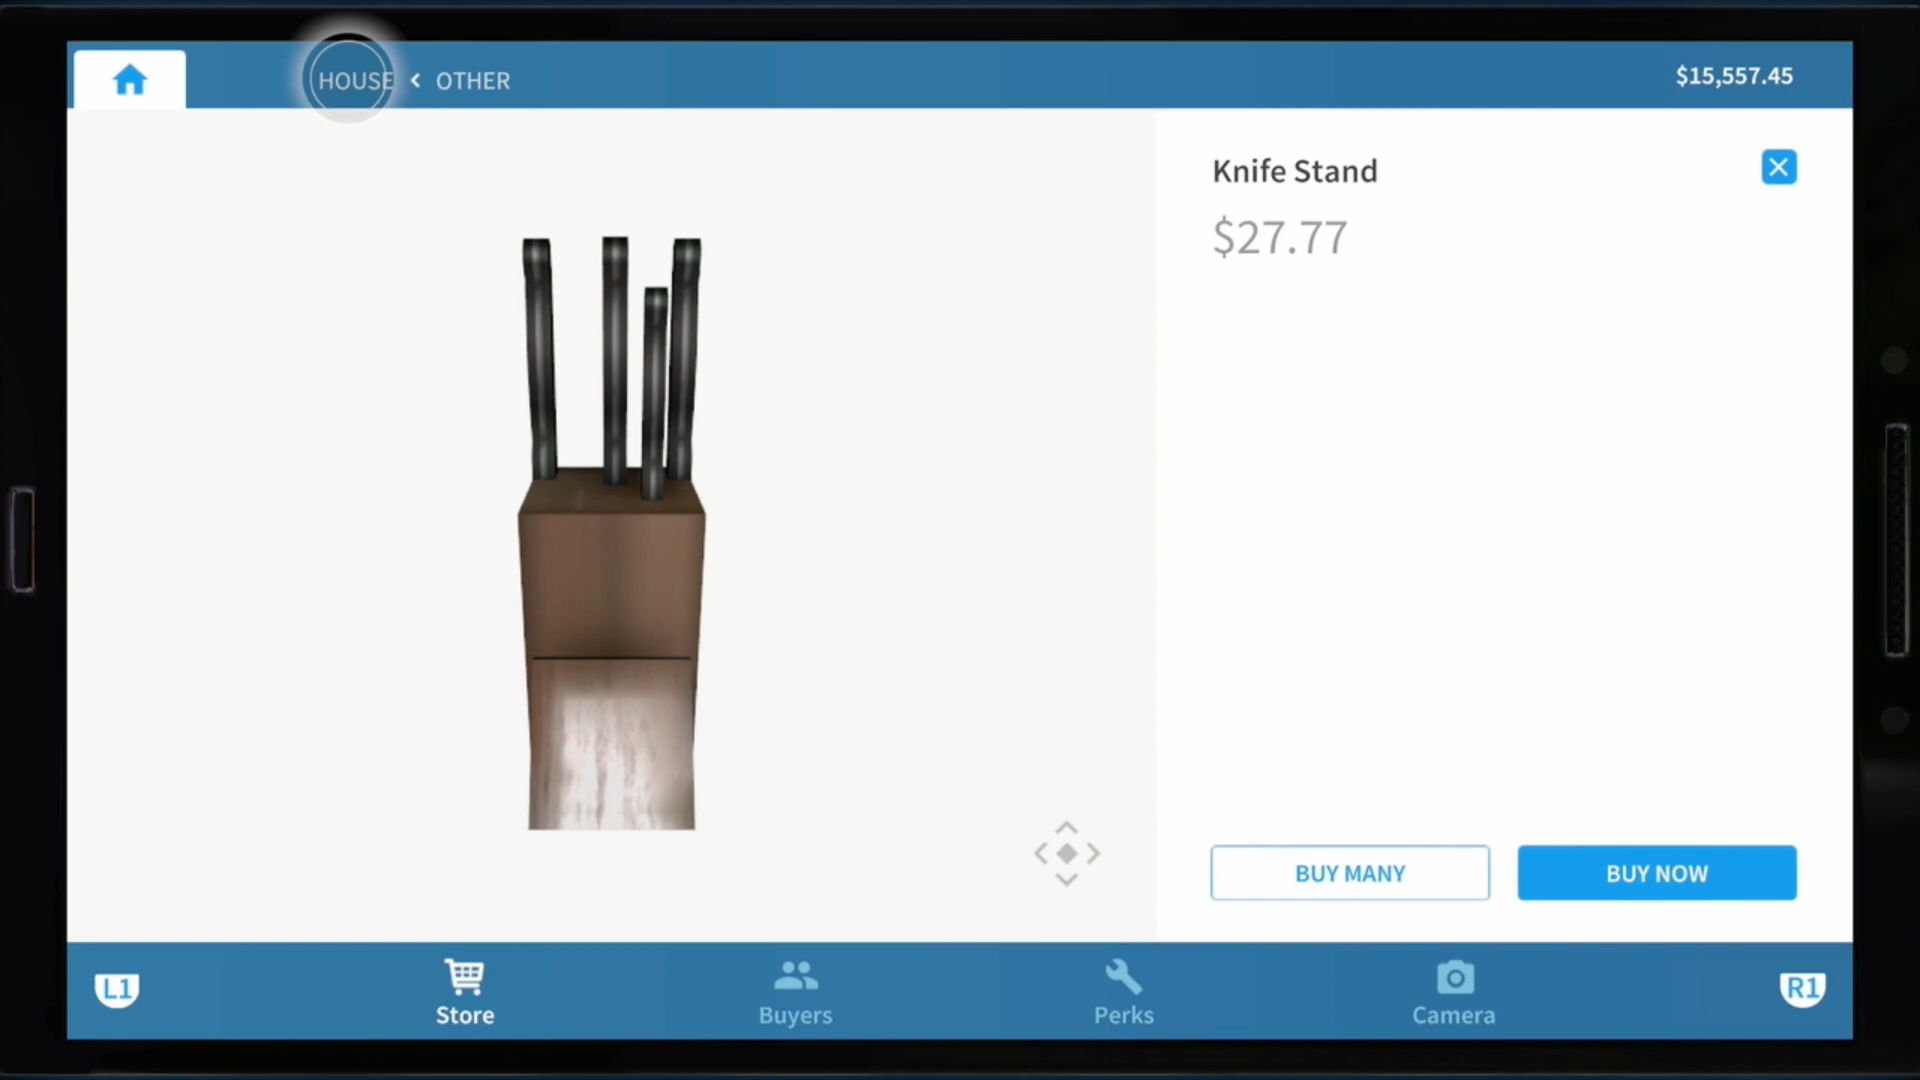 HOUSE < OTHER
$15,557.45
Knife Stand
$27.77
BUY MANY
BUY NOW
L1
Store
Buyers
Perks
Camera
R1